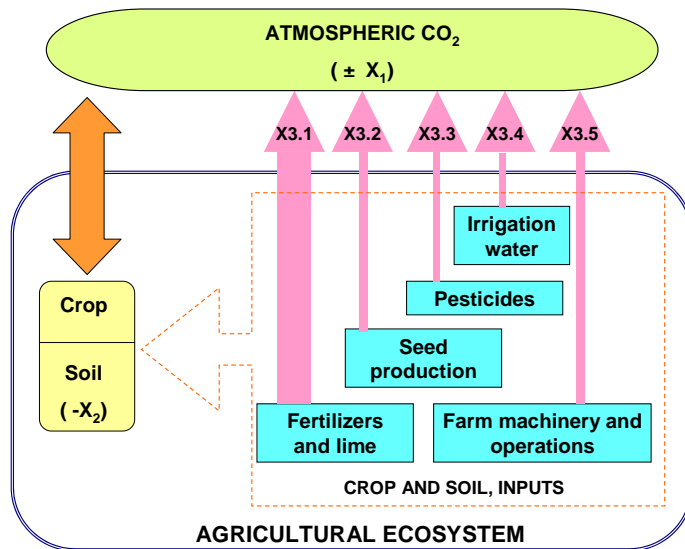 ATMOSPHERIC CO₂
( ± X₁)
X3.1
X3.2
X3.3
X3.4
X3.5
Irrigation
water
Pesticides
Crop
Seed
production
Soil
( -X₂)
Fertilizers
and lime
Farm machinery and
operations
CROP AND SOIL, INPUTS
AGRICULTURAL ECOSYSTEM